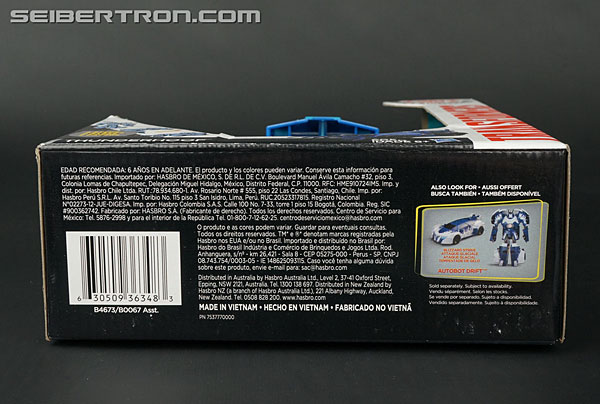 SEIBERTRON.COM
THUNDERHOOF
EDAD RECOMENDADA: 6 AÑOS EN ADELANTE. El producto y los colores pueden variar. Conserve esta información para
futuras referencias. Importado por: HASBRO DE MEXICO, S. DE R.L. DE C.V. Boulevard Manuel Ávila Camacho #32, piso 3,
Colonia Lomas de Chapultepec, Delegación Miguel Hidalgo, México, Distrito Federal, C.P. 11000. RFC: HME910724IM5. Imp. y
dist. por: Hasbro Chile Ltda. RUT:78.934.680-1. Av. Rosario Norte # 555, piso 22 Las Condes, Santiago, Chile. Imp. por:
Hasbro Perú S.R.L. Av. Santo Toribio No. 115 piso 3 San Isidro, Lima, Perú. RUC.20523317815. Registro Nacional
N°00273-12-JUE-DIGESA. Imp. por: Hasbro Colombia S.A.S. Calle 100 No. 7-33, torre 1 piso 15 Bogotá, Colombia. Reg. SIC
#900362742. Fabricado por: HASBRO S.A. (Fabricante de derecho). Todos los derechos reservados. Centro de Servicio para
México: Tel. 5876-2998 y para el interior de la República Tel. 01-800-712-62-25
O produto e as cores podem variar. Guardar para eventuais consultas.
Todos os direitos reservados. TM* e ®* denotam marcas registradas pela
Hasbro nos EUA e/ou no Brasil. Importado e distribuído no Brasil por:
Hasbro do Brasil Indústria e Comércio de Brinquedos e Jogos Ltda. Rod.
Anhanguera, s/nº - km 26,421 - Sala 8 - CEP 05275-000 - Perus - SP, CNPJ
08.743.754/0003-05 - IE 148625093115. Caso você tenha alguma dúvida
sobre este produto, envie e-mail para: sac@hasbro.com
Distributed in Australia by Hasbro Australia Ltd., Level 2, 37-41 Oxford Street,
Epping, NSW 2121, Australia. Tel. 1300 138 697. Distributed in New Zealand by
Hasbro NZ (a branch of Hasbro Australia Ltd.), 221 Albany Highway, Auckland,
New Zealand. Tel. 0508 828 200. www.hasbro.com
MADE IN VIETNAM • HECHO EN VIETNAM • FABRICADO NO VIETNÃ
PN 7537770000
6 30509 36348 3
B4673/B0067 Asst.
ALSO LOOK FOR • AUSSI OFFERT
BUSCA TAMBIÉN • TAMBÉM DISPONÍVEL
BLIZZARD STRIKE
AUTOBOT DRIFT
Sold separately. Subject to availability.
Vendu séparément. Selon les stocks.
Se vende por separado. Sujeto a disponibilidad.
Vendido separadamente. Sujeito à disponibilidade.